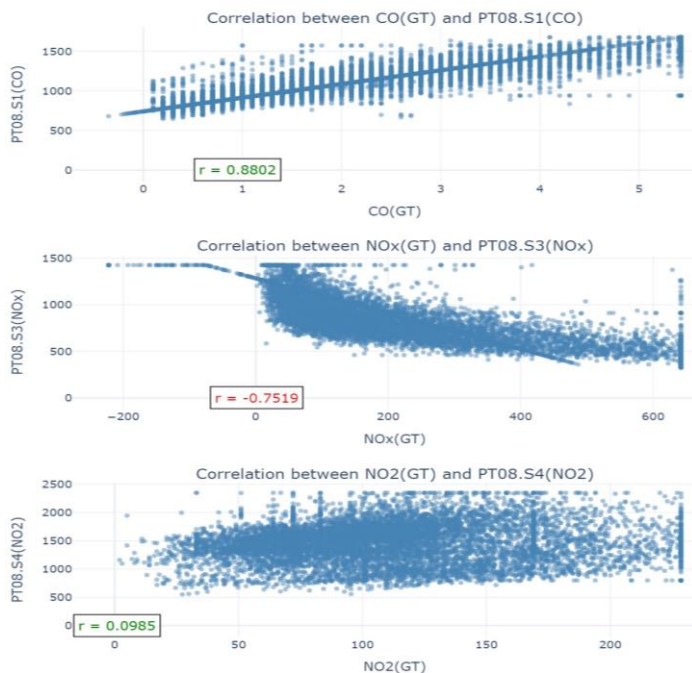 Correlation between CO(GT) and PT08.S1(CO)
PT08.S1(CO)
1500
1000
500
0
r = 0.8802
0 1 2 3 4 5
CO(GT)
Correlation between NOx(GT) and PT08.S3(NOx)
PT08.S3(NOx)
1500
1000
500
0
r = -0.7519
−200 0 200 400 600
NOx(GT)
Correlation between NO2(GT) and PT08.S4(NO2)
PT08.S4(NO2)
2500
2000
1500
1000
500
0
r = 0.0985
0 50 100 150 200
NO2(GT)